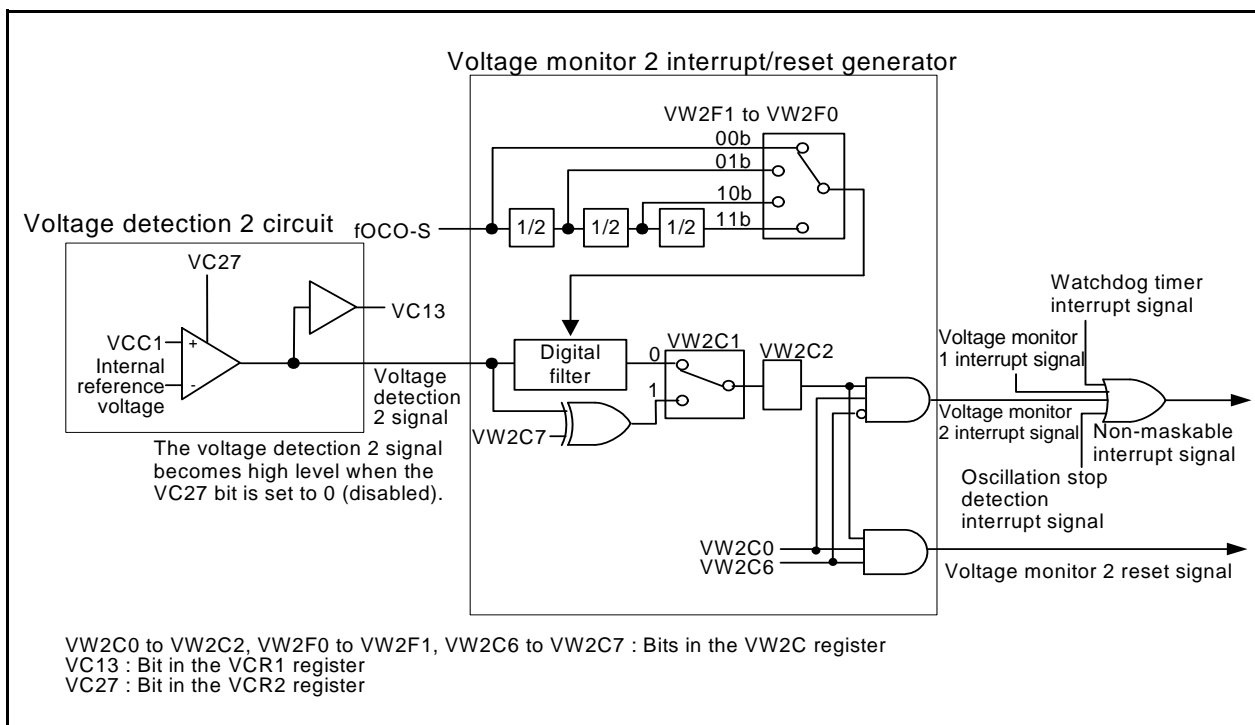 Voltage monitor 2 interrupt/reset generator
VW2F1 to VW2F0
00b
01b
10b
11b
Voltage detection 2 circuit
fOCO-S
1/2
1/2
1/2
VC27
VC13
VCC1
+
Internal
reference
voltage
-
Voltage
detection
2 signal
The voltage detection 2 signal
becomes high level when the
VC27 bit is set to 0 (disabled).
Digital
filter
0
1
VW2C1
VW2C2
VW2C7
Watchdog timer
interrupt signal
Voltage monitor
1 interrupt signal
Voltage monitor
2 interrupt signal
Non-maskable
interrupt signal
Oscillation stop
detection
interrupt signal
VW2C0
VW2C6
Voltage monitor 2 reset signal
VW2C0 to VW2C2, VW2F0 to VW2F1, VW2C6 to VW2C7 : Bits in the VW2C register
VC13 : Bit in the VCR1 register
VC27 : Bit in the VCR2 register